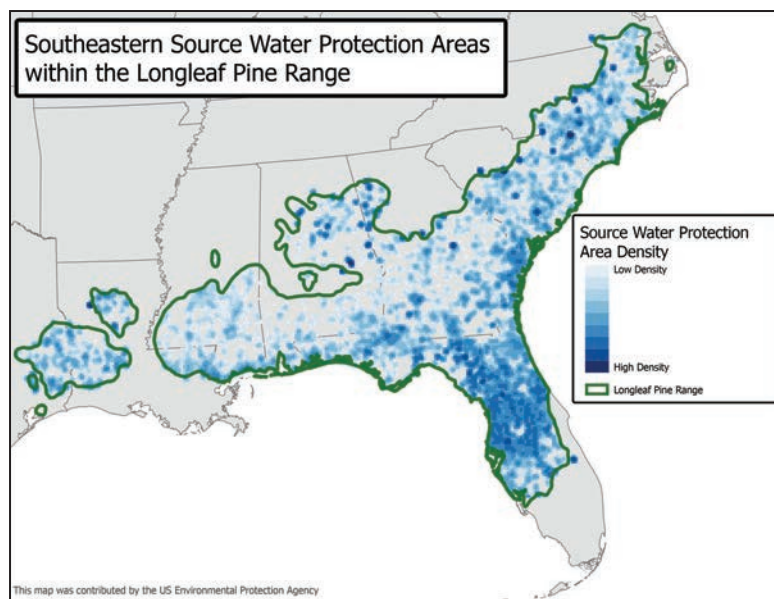 Southeastern Source Water Protection Areas
within the Longleaf Pine Range
Source Water Protection
Area Density
Low Density
High Density
Longleaf Pine Range
This map was contributed by the US Environmental Protection Agency